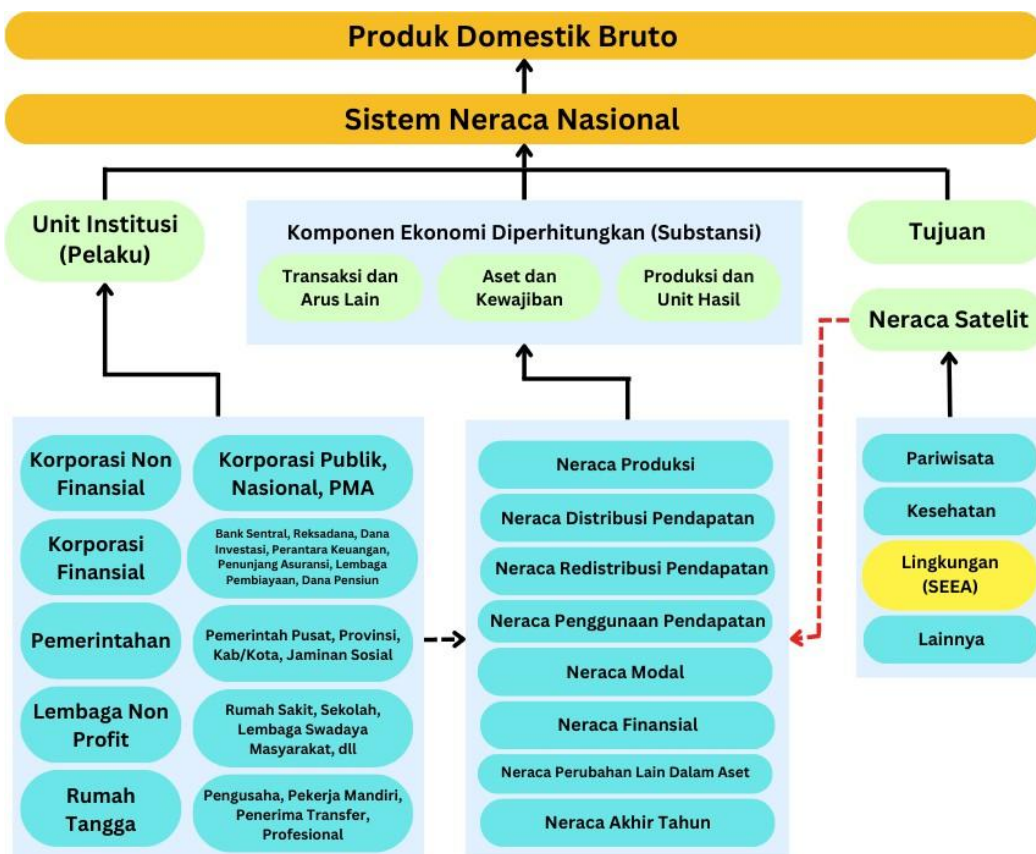 Produk Domestik Bruto
Sistem Neraca Nasional
Unit Institusi
(Pelaku)
Komponen Ekonomi Diperhitungkan (Substansi)
Transaksi dan
Arus Lain
Aset dan
Kewajiban
Produksi dan
Unit Hasil
Tujuan
Neraca Satelit
Korporasi Non
Finansial
Korporasi Publik,
Nasional, PMA
Korporasi
Finansial
Bank Sentral, Reksadana, Dana
Investasi, Perantara Keuangan,
Penunjang Asuransi, Lembaga
Pembiayaan, Dana Pensiun
Pemerintahan
Pemerintah Pusat, Provinsi,
Kab/Kota, Jaminan Sosial
Lembaga Non
Profit
Rumah Sakit, Sekolah,
Lembaga Swadaya
Masyarakat, dll
Rumah
Tangga
Pengusaha, Pekerja Mandiri,
Penerima Transfer,
Profesional
Neraca Produksi
Neraca Distribusi Pendapatan
Neraca Redistribusi Pendapatan
Neraca Penggunaan Pendapatan
Neraca Modal
Neraca Finansial
Neraca Perubahan Lain Dalam Aset
Neraca Akhir Tahun
Pariwisata
Kesehatan
Lingkungan
(SEEA)
Lainnya